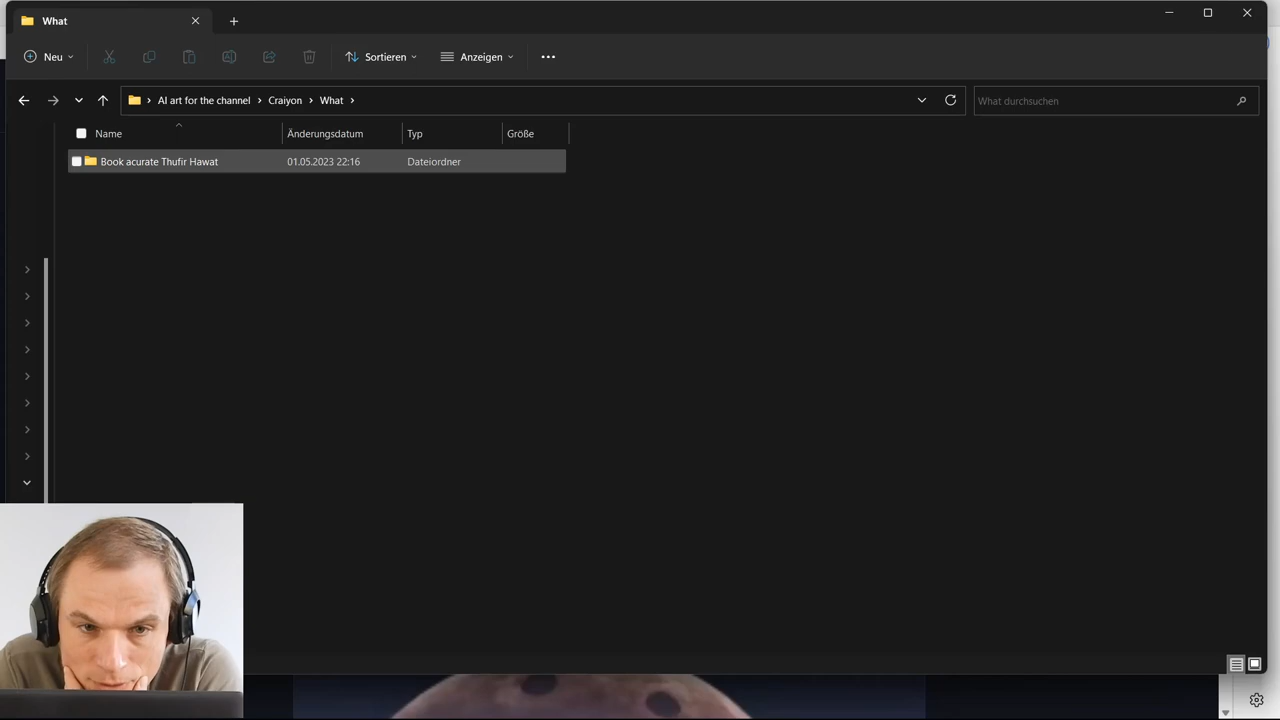 What
Neu
Sortieren
Anzeigen
AI art for the channel
Craiyon
What
What durchsuchen
Name
Änderungsdatum
Typ
Größe
Book acurate Thufir Hawat
01.05.2023 22:16
Dateiordner